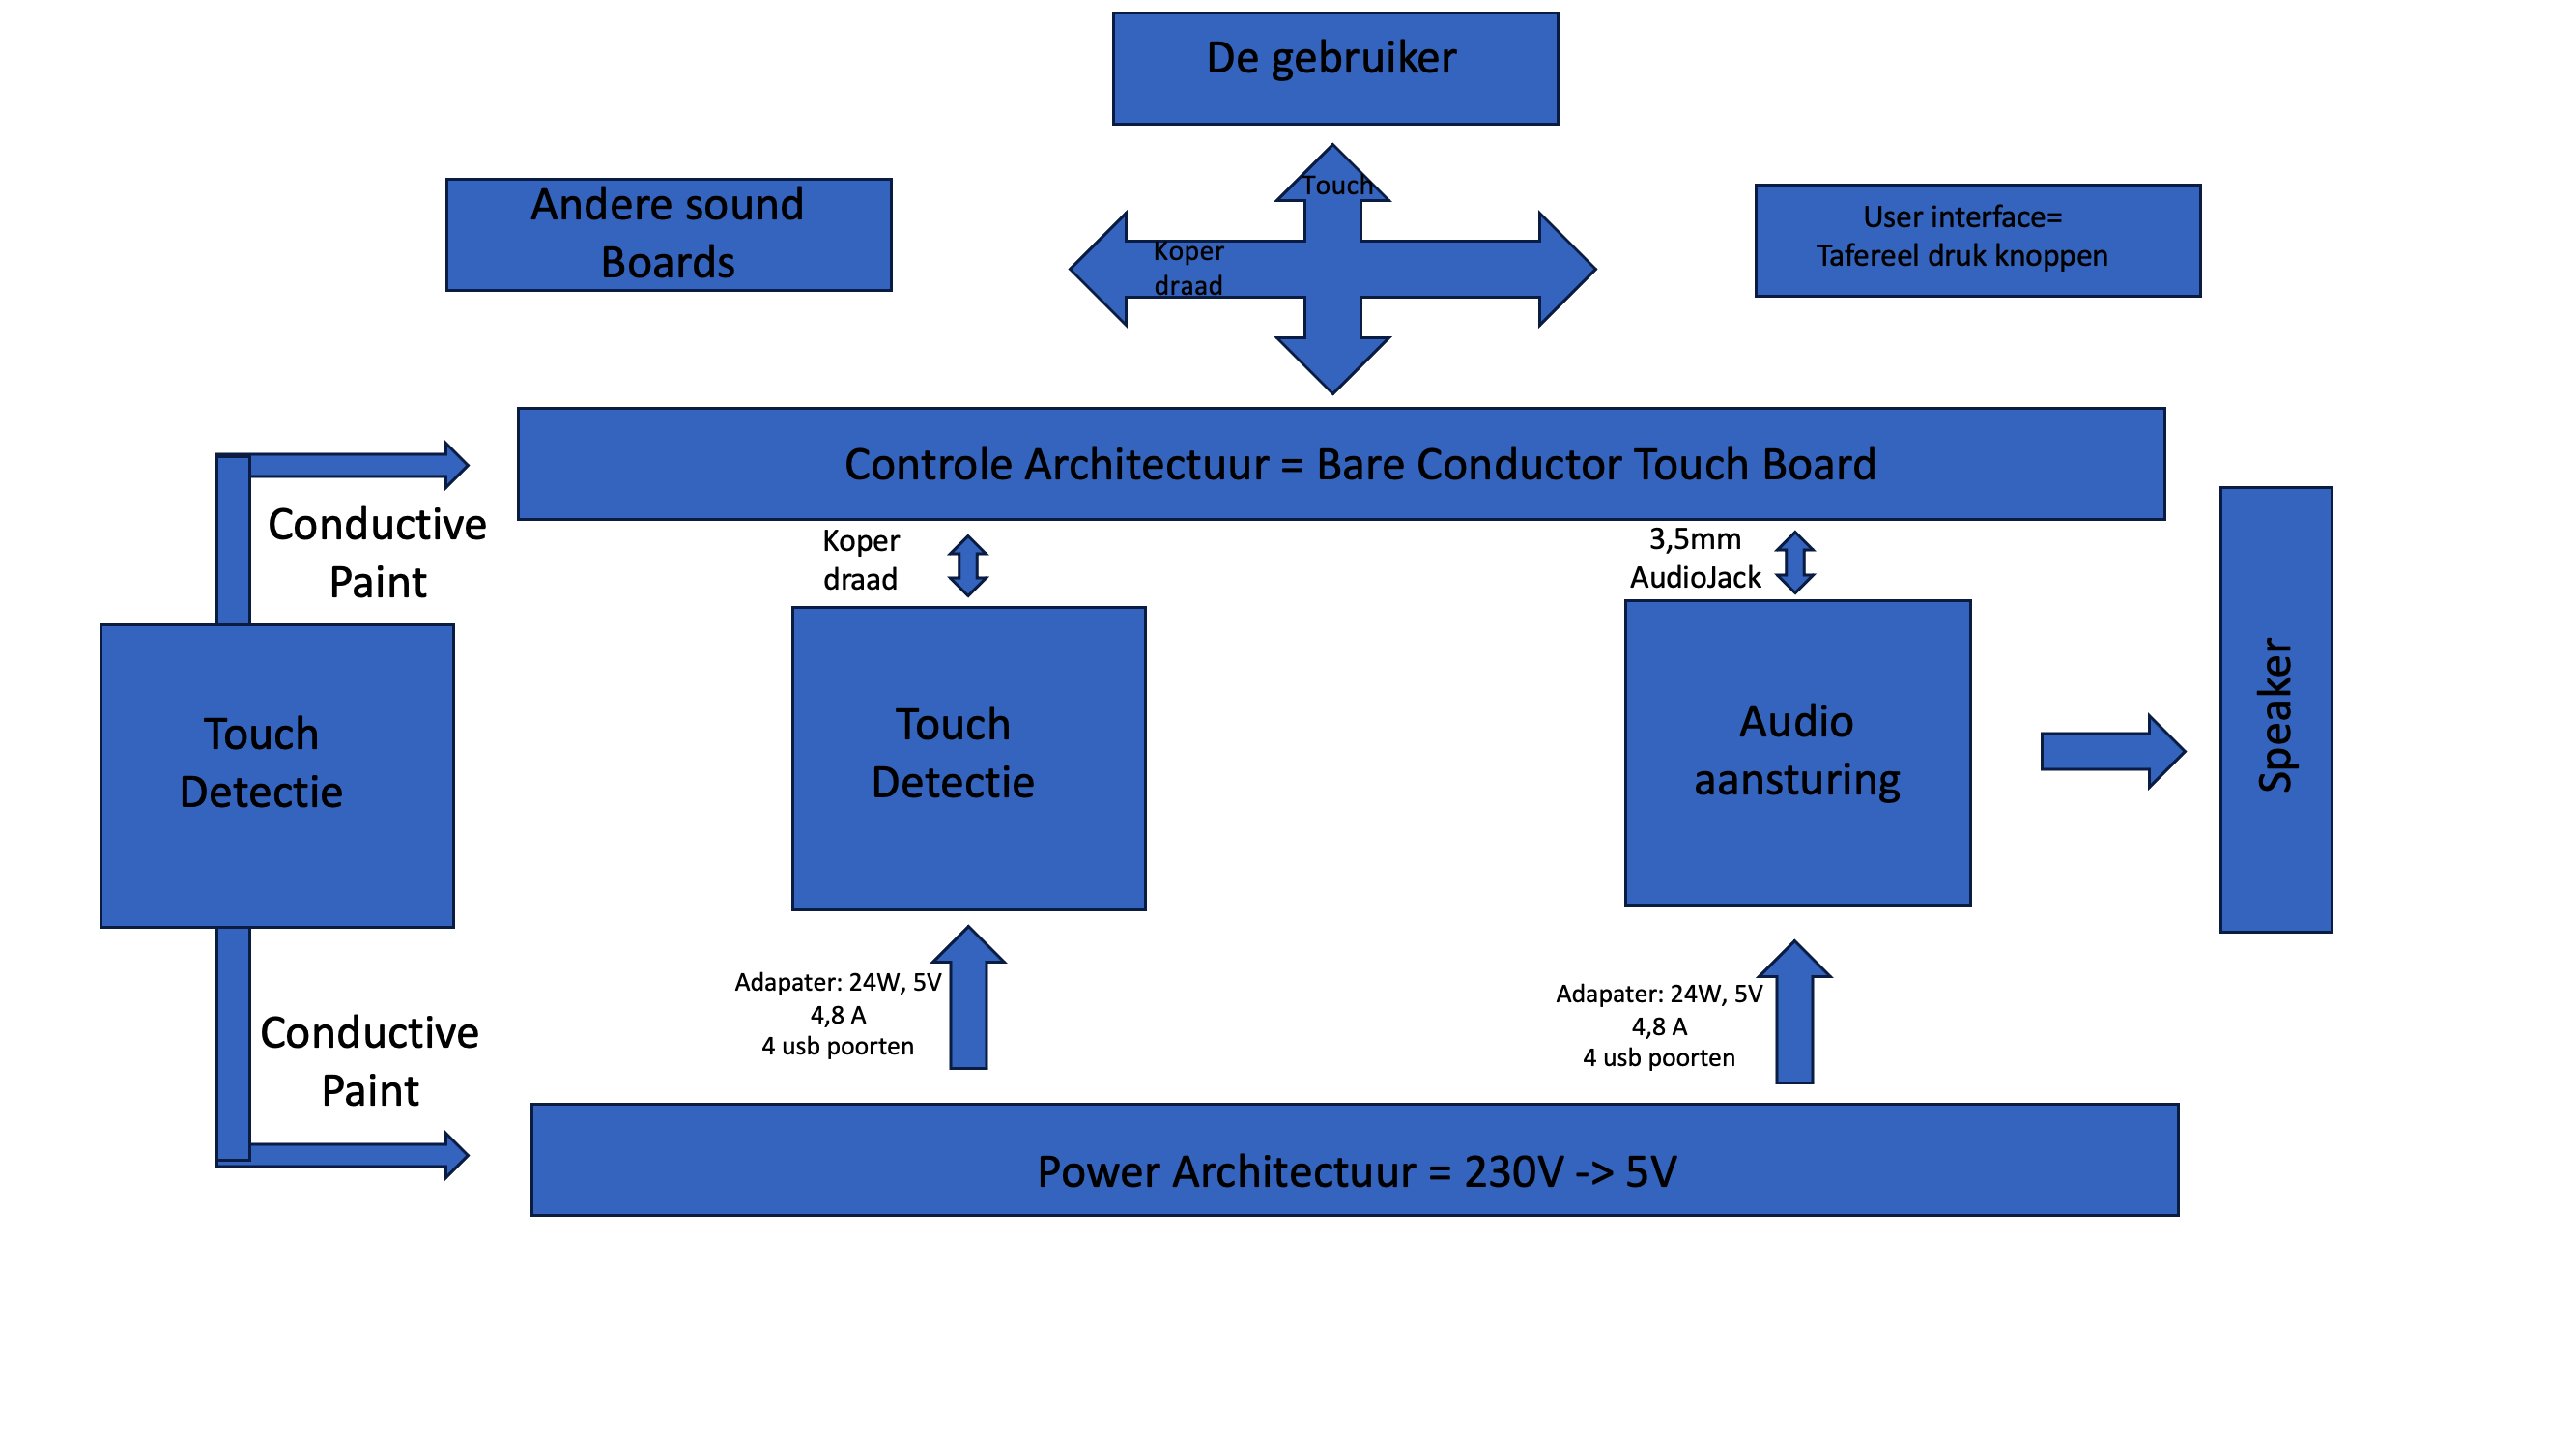 De gebruiker
Andere sound
Boards
Touch
Koper
draad
User interface=
Tafereel druk knoppen
Controle Architectuur = Bare Conductor Touch Board
Conductive
Paint
Koper
draad
3,5mm
AudioJack
Touch
Detectie
Touch
Detectie
Audio
aansturing
Speaker
Conductive
Paint
Adapater: 24W, 5V
4,8 A
4 usb poorten
Adapater: 24W, 5V
4,8 A
4 usb poorten
Power Architectuur = 230V -> 5V